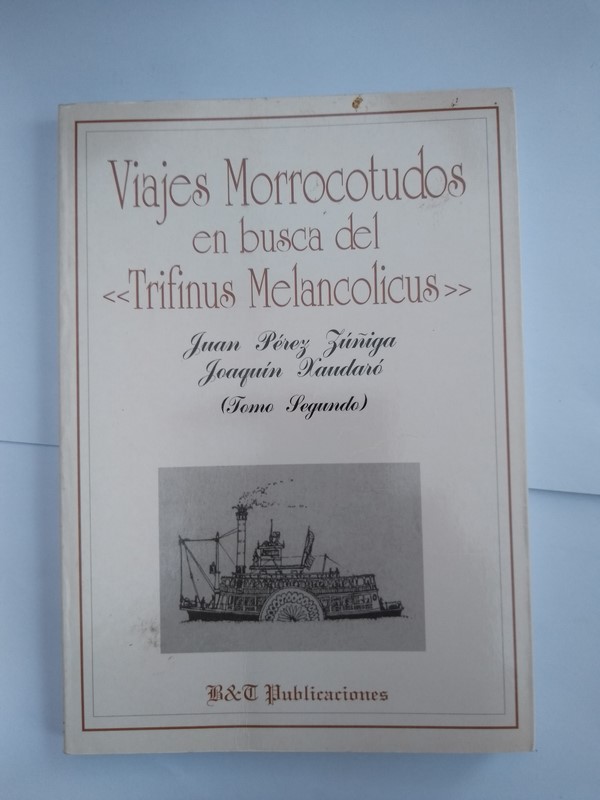 Viajes Morrocotudos
en busca del
<<Trifinus Melancolicus>>
Juan Pérez Zúñiga
Joaquín Xaudaró
(Tomo Segundo)
B&T Publicaciones